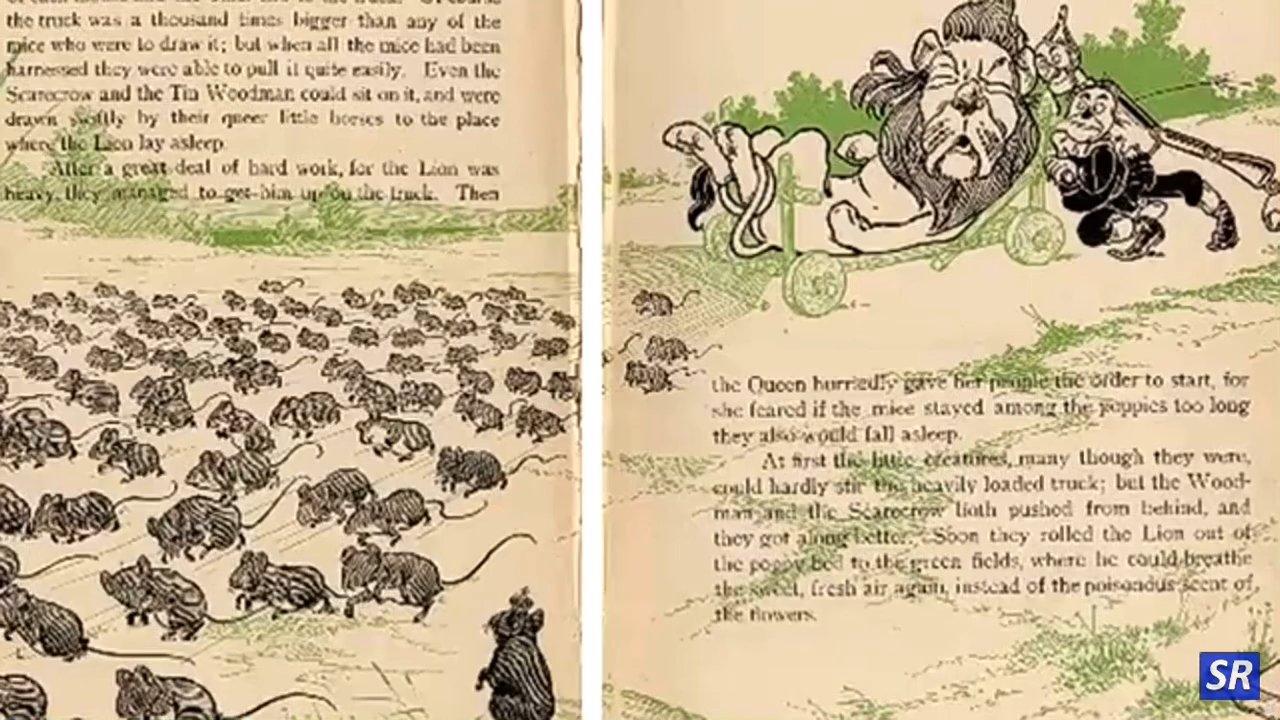 the truck was a thousand times bigger than any of the
mice who were to draw it; but when all the mice had been
harnessed they were able to pull it quite easily. Even the
Scarecrow and the Tin Woodman could sit on it, and were
drawn swiftly by their queer little horses to the place
where the Lion lay asleep.
After a great deal of hard work, for the Lion was
heavy, they managed to get him up on the truck. Then
the Queen hurriedly gave her people the order to start, for
she feared if the mice stayed among the poppies too long
they also would fall asleep.
At first the little creatures, many though they were,
could hardly stir the heavily loaded truck; but the Wood-
man and the Scarecrow both pushed from behind, and
they got along better. Soon they rolled the Lion out of
the poppy bed to the green fields, where he could breathe
the sweet, fresh air again, instead of the poisonous scent of
the flowers.
SR